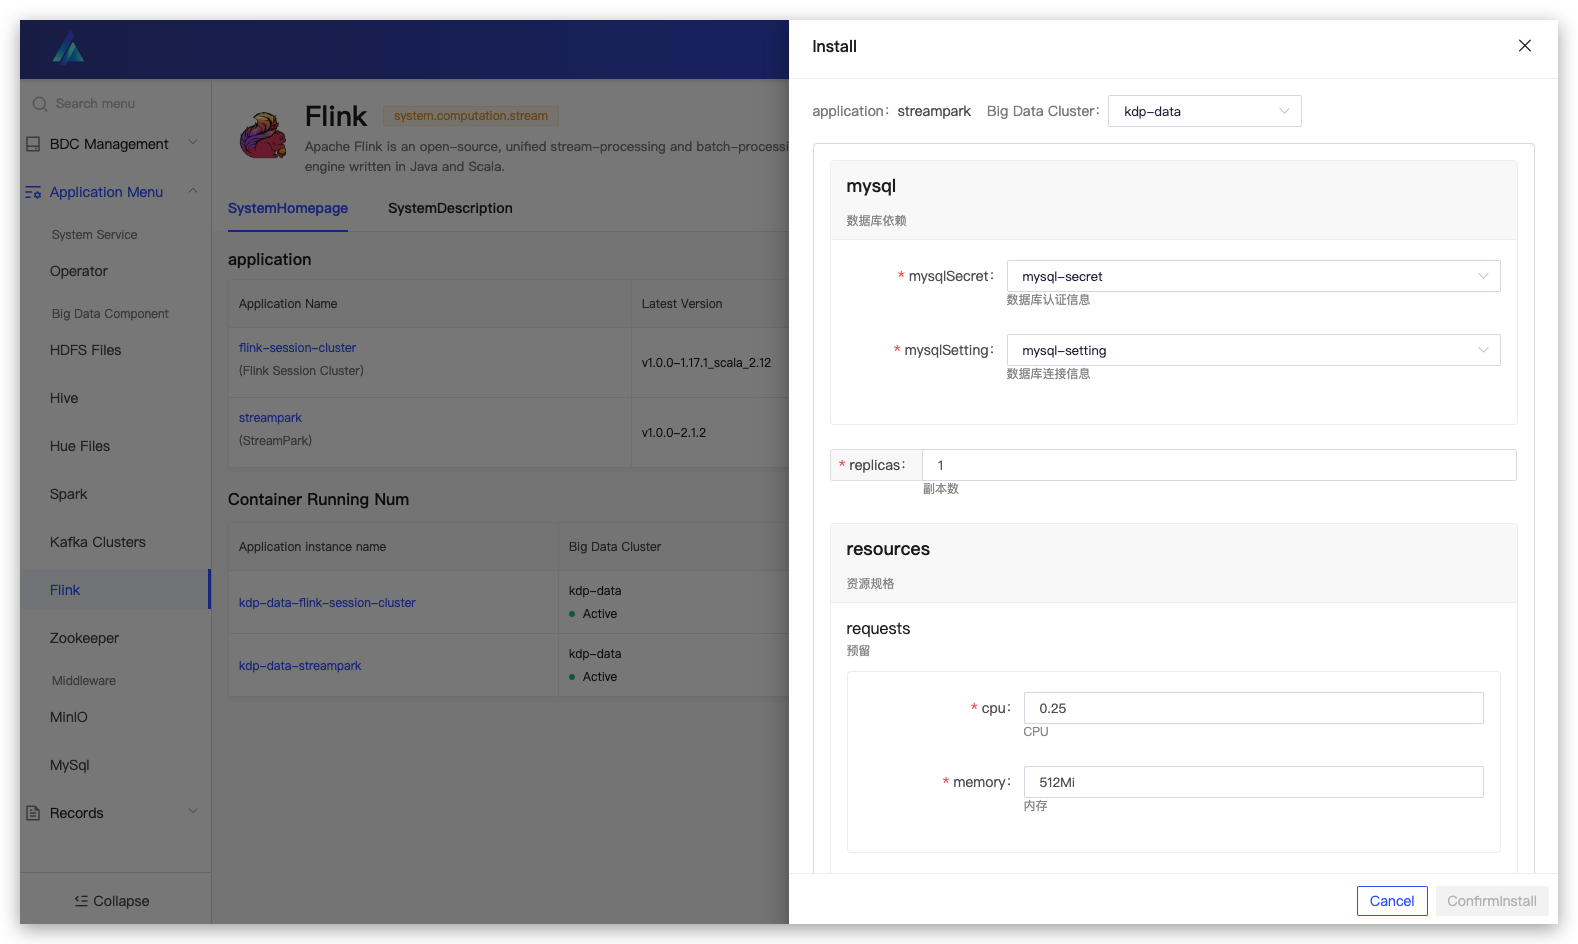 Search menu
BDC Management
Application Menu
System Service
Operator
Big Data Component
HDFS Files
Hive
Hue Files
Spark
Kafka Clusters
Flink
Zookeeper
Middleware
MinIO
MySql
Records
Collapse
Flink
system.computation.stream
Apache Flink is an open-source, unified stream-processing and batch-processi
engine written in Java and Scala.
SystemHomepage SystemDescription
application
Application Name Latest Version
flink-session-cluster
(Flink Session Cluster)
v1.0.0-1.17.1_scala_2.12
streampark
(StreamPark)
v1.0.0-2.1.2
Container Running Num
Application instance name Big Data Cluster
kdp-data-flink-session-cluster
kdp-data
Active
kdp-data-streampark
kdp-data
Active
Install
application: streampark Big Data Cluster: kdp-data
mysql
数据库依赖
* mysqlSecret: mysql-secret
数据库认证信息
* mysqlSetting: mysql-setting
数据库连接信息
* replicas: 1
副本数
resources
资源规格
requests
预留
* cpu: 0.25
CPU
* memory: 512Mi
内存
Cancel ConfirmInstall